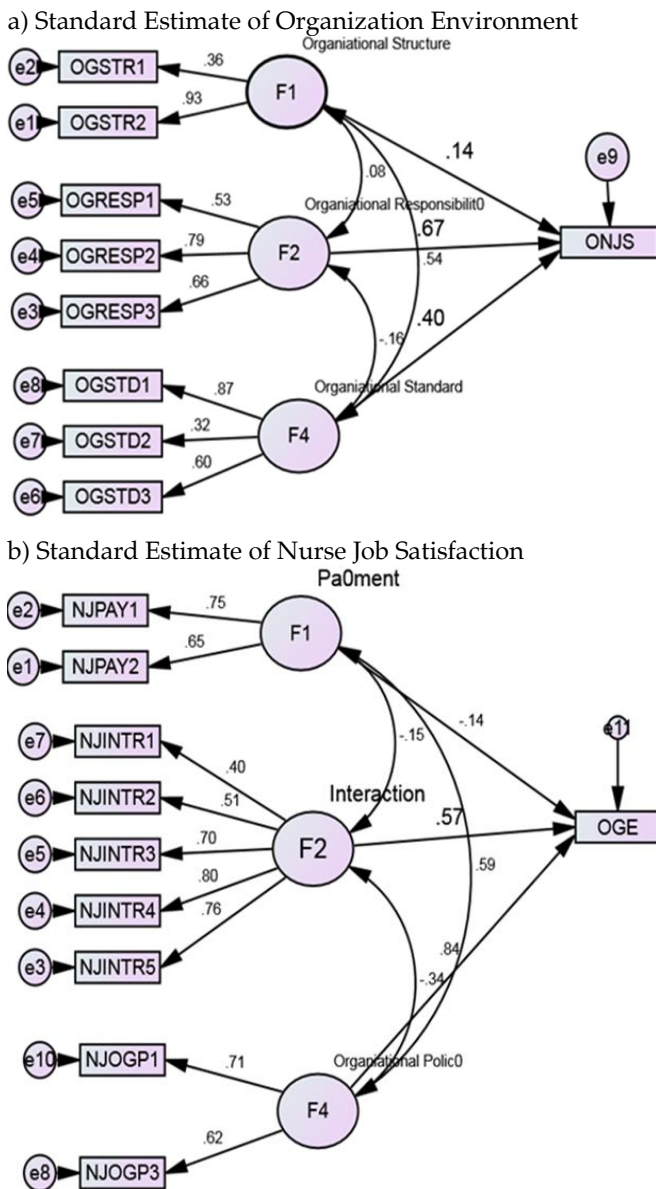 a) Standard Estimate of Organization Environment
Organiational Structure
e2 OGSTR1 .36 F1
e1 OGSTR2 .93
.14
e9
.08
ONJS
e5 OGRESP1 .53
Organiational Responsibilit0
e4 OGRESP2 .79 F2
.67
.54
e3 OGRESP3 .66
.40
-.16
e8 OGSTD1 .87
Organiational Standard
e7 OGSTD2 .32 F4
e6 OGSTD3 .60
b) Standard Estimate of Nurse Job Satisfaction
Pa0ment
e2 NJPAY1 .75 F1
e1 NJPAY2 .65
-.14
-.15
e11
e7 NJINTR1 .40
e6 NJINTR2 .51
Interaction
.57
OGE
e5 NJINTR3 .70 F2
.59
e4 NJINTR4 .80
e3 NJINTR5 .76
.84
-.34
e10 NJOGP1 .71
Organiational Polic0
F4
e8 NJOGP3 .62